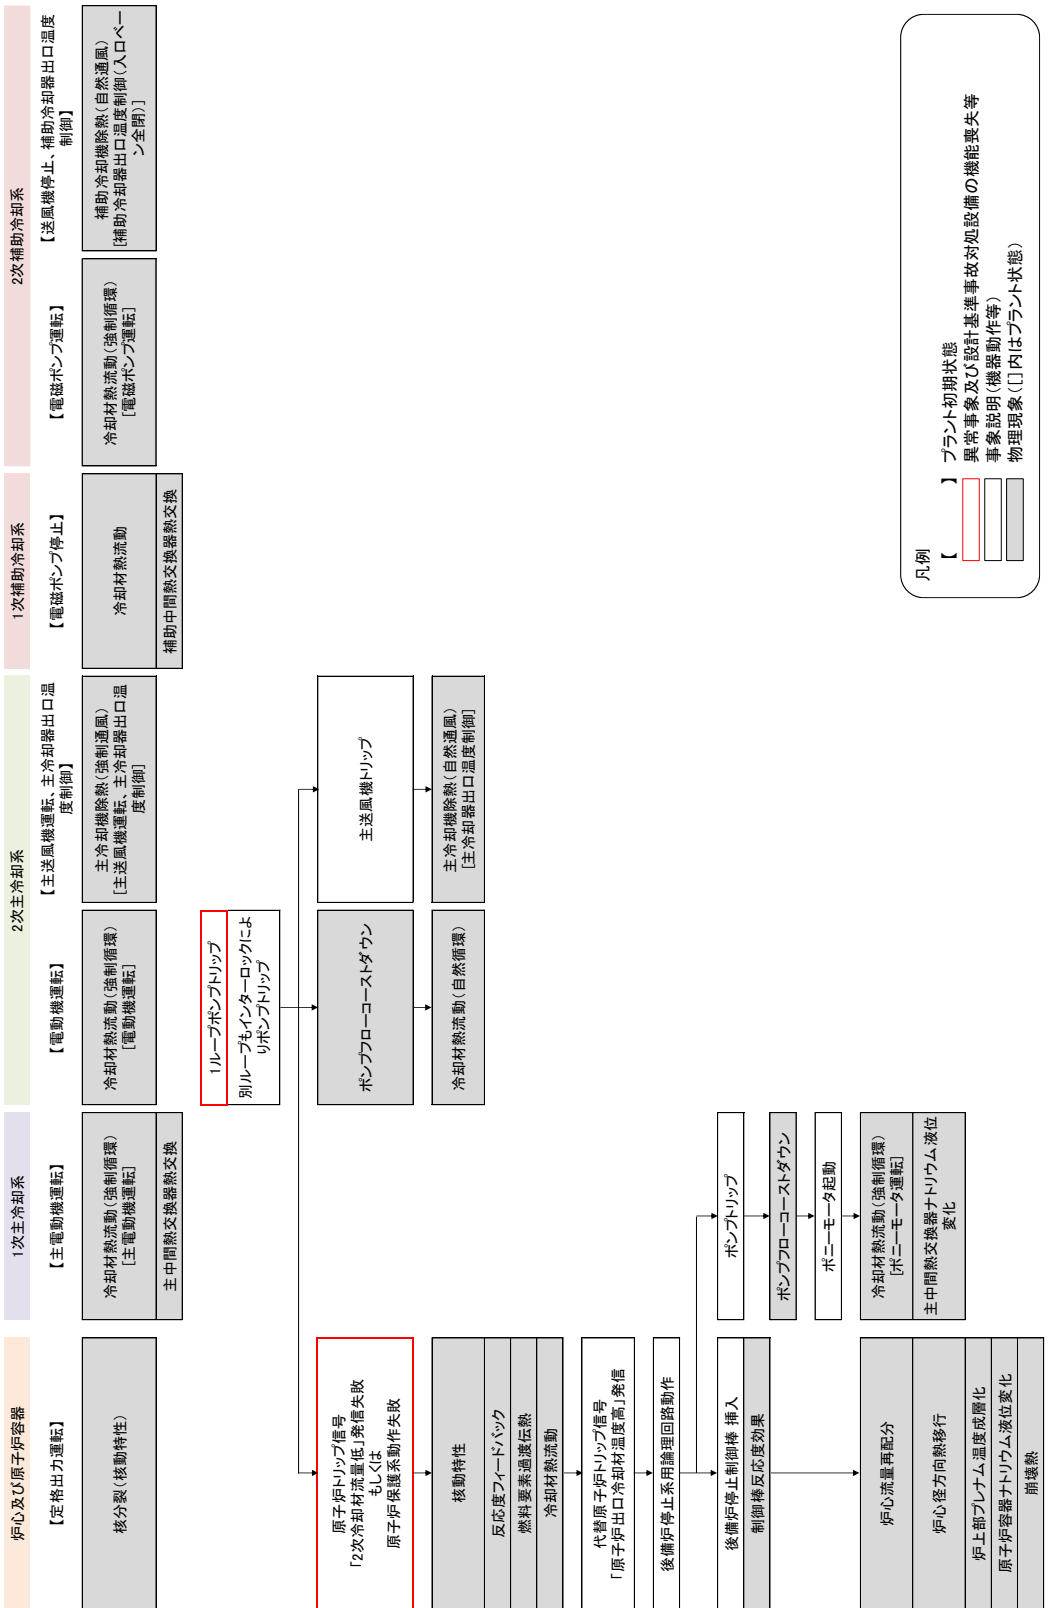 炉心及び原子炉容器
【定格出力運転】
核分裂(核動特性)
原子炉トリップ信号
「2次冷却材流量低」発信失敗
もしくは
原子炉保護系動作失敗
核動特性
反応度フィードバック
燃料要素過渡伝熱
冷却材熱流動
代替原子炉トリップ信号
「原子炉出口冷却材温度高」発信
後備炉停止系用論理回路動作
後備炉停止制御棒 挿入
制御棒反応度効果
炉心流量再配分
炉心径方向熱移行
炉上部プレナム温度成層化
原子炉容器ナトリウム液位変化
崩壊熱
1次主冷却系
【主電動機運転】
冷却材熱流動(強制循環)
[主電動機運転]
主中間熱交換器熱交換
ポンプトリップ
ポンプフローコーストダウン
ポニーモータ起動
冷却材熱流動(強制循環)
[ポニーモータ運転]
主中間熱交換器ナトリウム液位
変化
2次主冷却系
【電動機運転】
冷却材熱流動(強制循環)
[電動機運転]
1ループポンプトリップ
別ループもインターロックによ
りポンプトリップ
ポンプフローコーストダウン
冷却材熱流動(自然循環)
【主送風機運転、主冷却器出口温
度制御】
主冷却機除熱(強制通風)
[主送風機運転、主冷却器出口温
度制御]
主送風機トリップ
主冷却機除熱(自然通風)
[主冷却器出口温度制御]
1次補助冷却系
【電磁ポンプ停止】
冷却材熱流動
補助中間熱交換器熱交換
2次補助冷却系
【電磁ポンプ運転】
冷却材熱流動(強制循環)
[電磁ポンプ運転]
【送風機停止、補助冷却器出口温度
制御】
補助冷却機除熱(自然通風)
[補助冷却器出口温度制御(入口ベー
ン全閉)]
凡例
【 】 プラント初期状態
異常事象及び設計基準事故対処設備の機能喪失等
事象説明(機器動作等)
物理現象([]内はプラント状態)